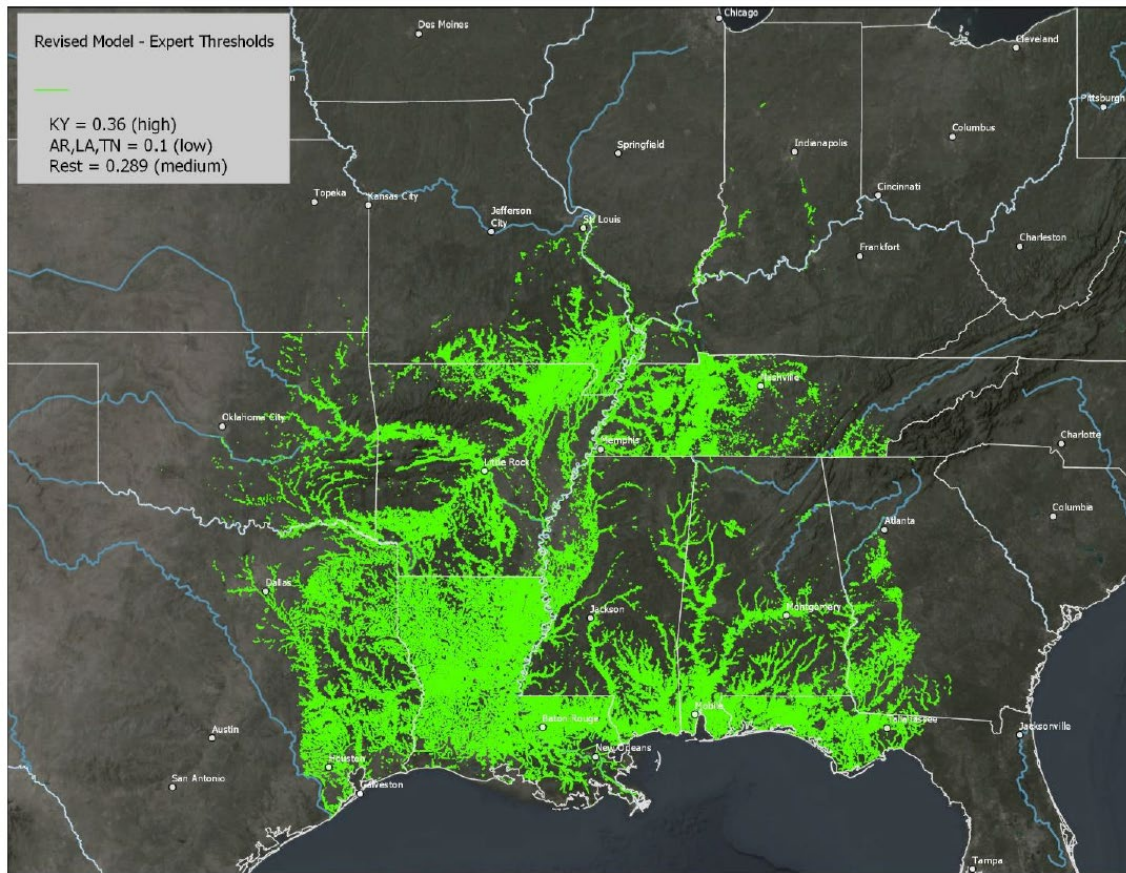 Revised Model - Expert Thresholds
KY = 0.36 (high)
AR,LA,TN = 0.1 (low)
Rest = 0.289 (medium)
Chicago
Des Moines
Cleveland
Pittsburgh
Columbus
Springfield
Indianapolis
Topeka
Kansas City
Cincinnati
Jefferson
City
St. Louis
Charleston
Frankfort
Nashville
Oklahoma City
Memphis
Charlotte
Little Rock
Columbia
Atlanta
Dallas
Jackson
Montgomery
Mobile
Baton Rouge
Tallahassee
Jacksonville
Austin
New Orleans
Houston
San Antonio
Galveston
Tampa